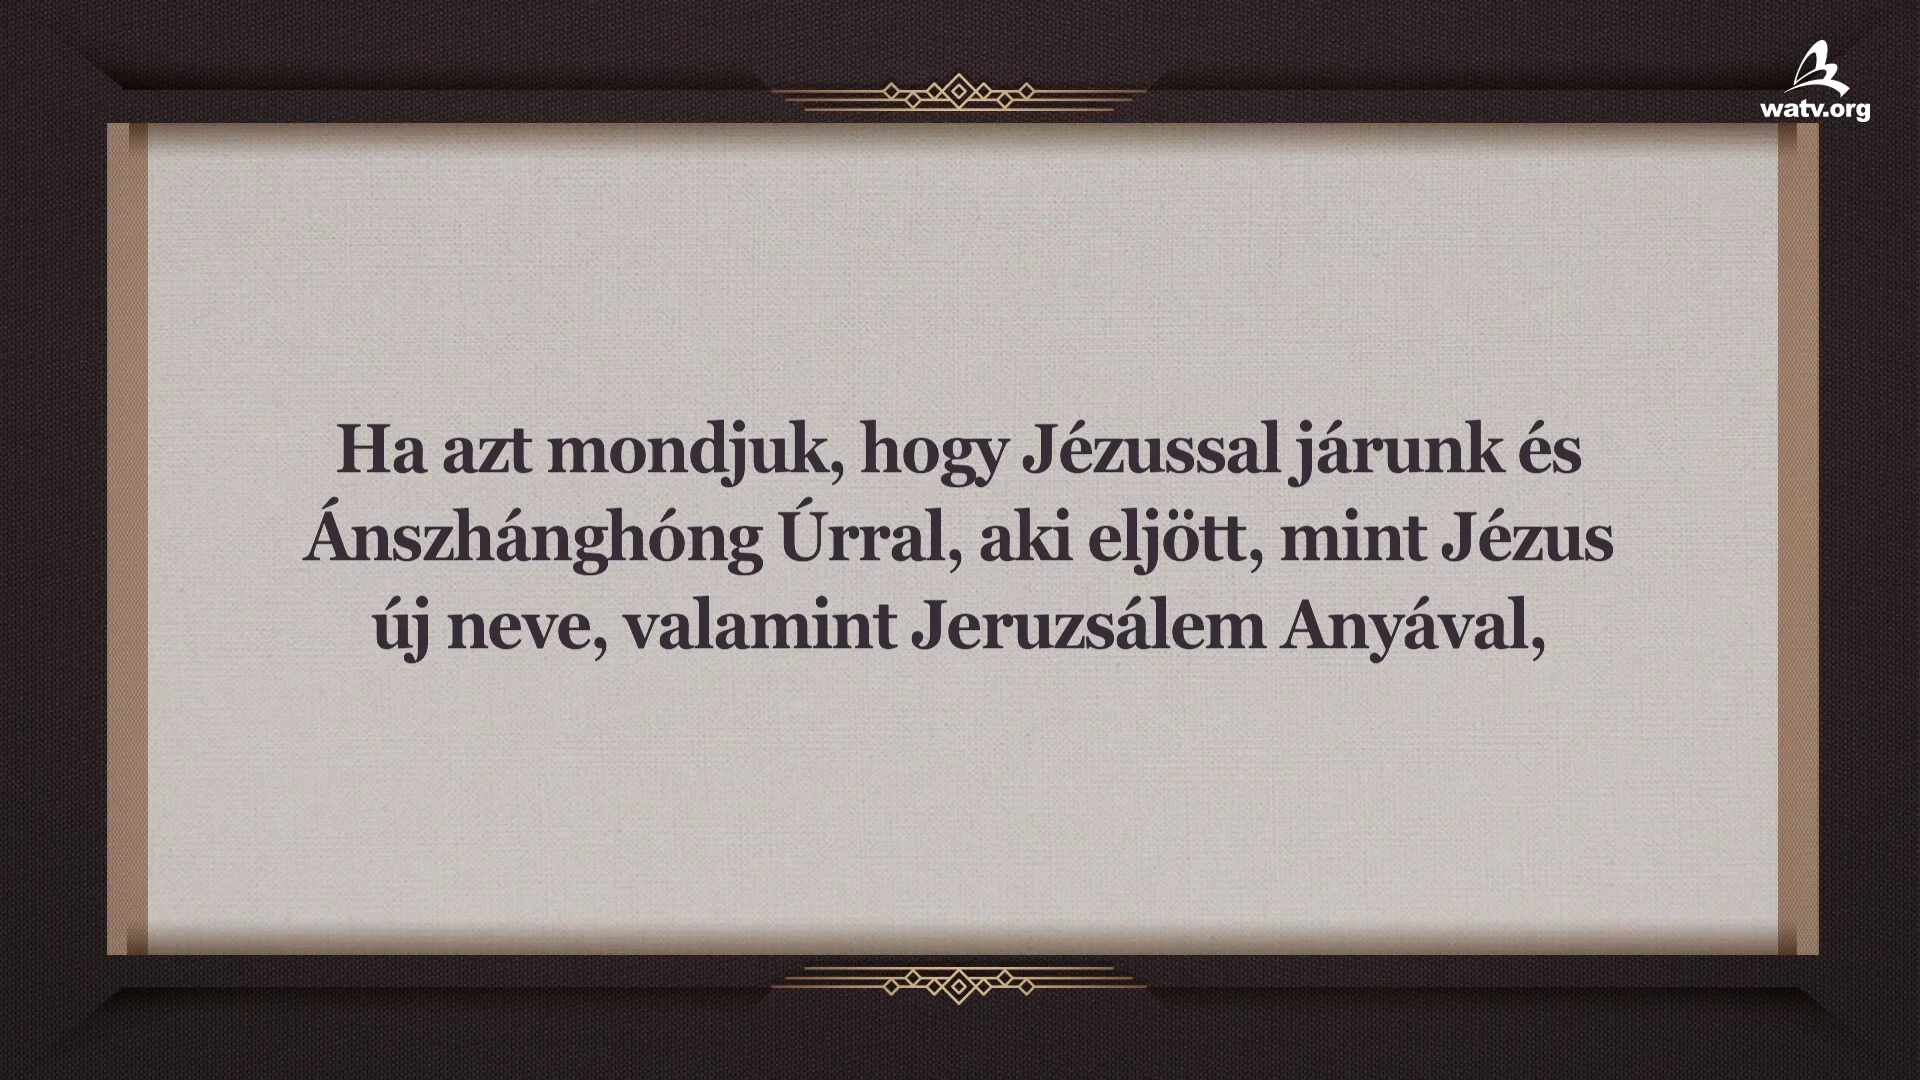 watv.org
Ha azt mondjuk, hogy Jézussal járunk és
Ánszhánghóng Úrral, aki eljött, mint Jézus
új neve, valamint Jeruzsálem Anyával,